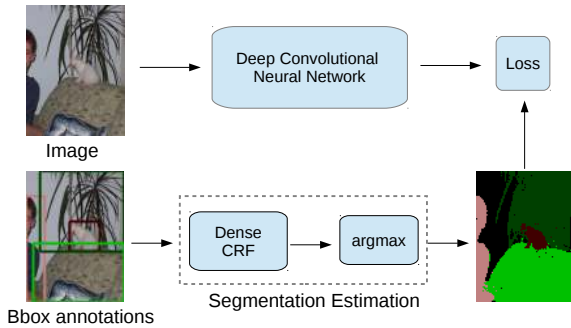 Deep Convolutional
Neural Network
Loss
Image
Dense
CRF
argmax
Bbox annotations
Segmentation Estimation